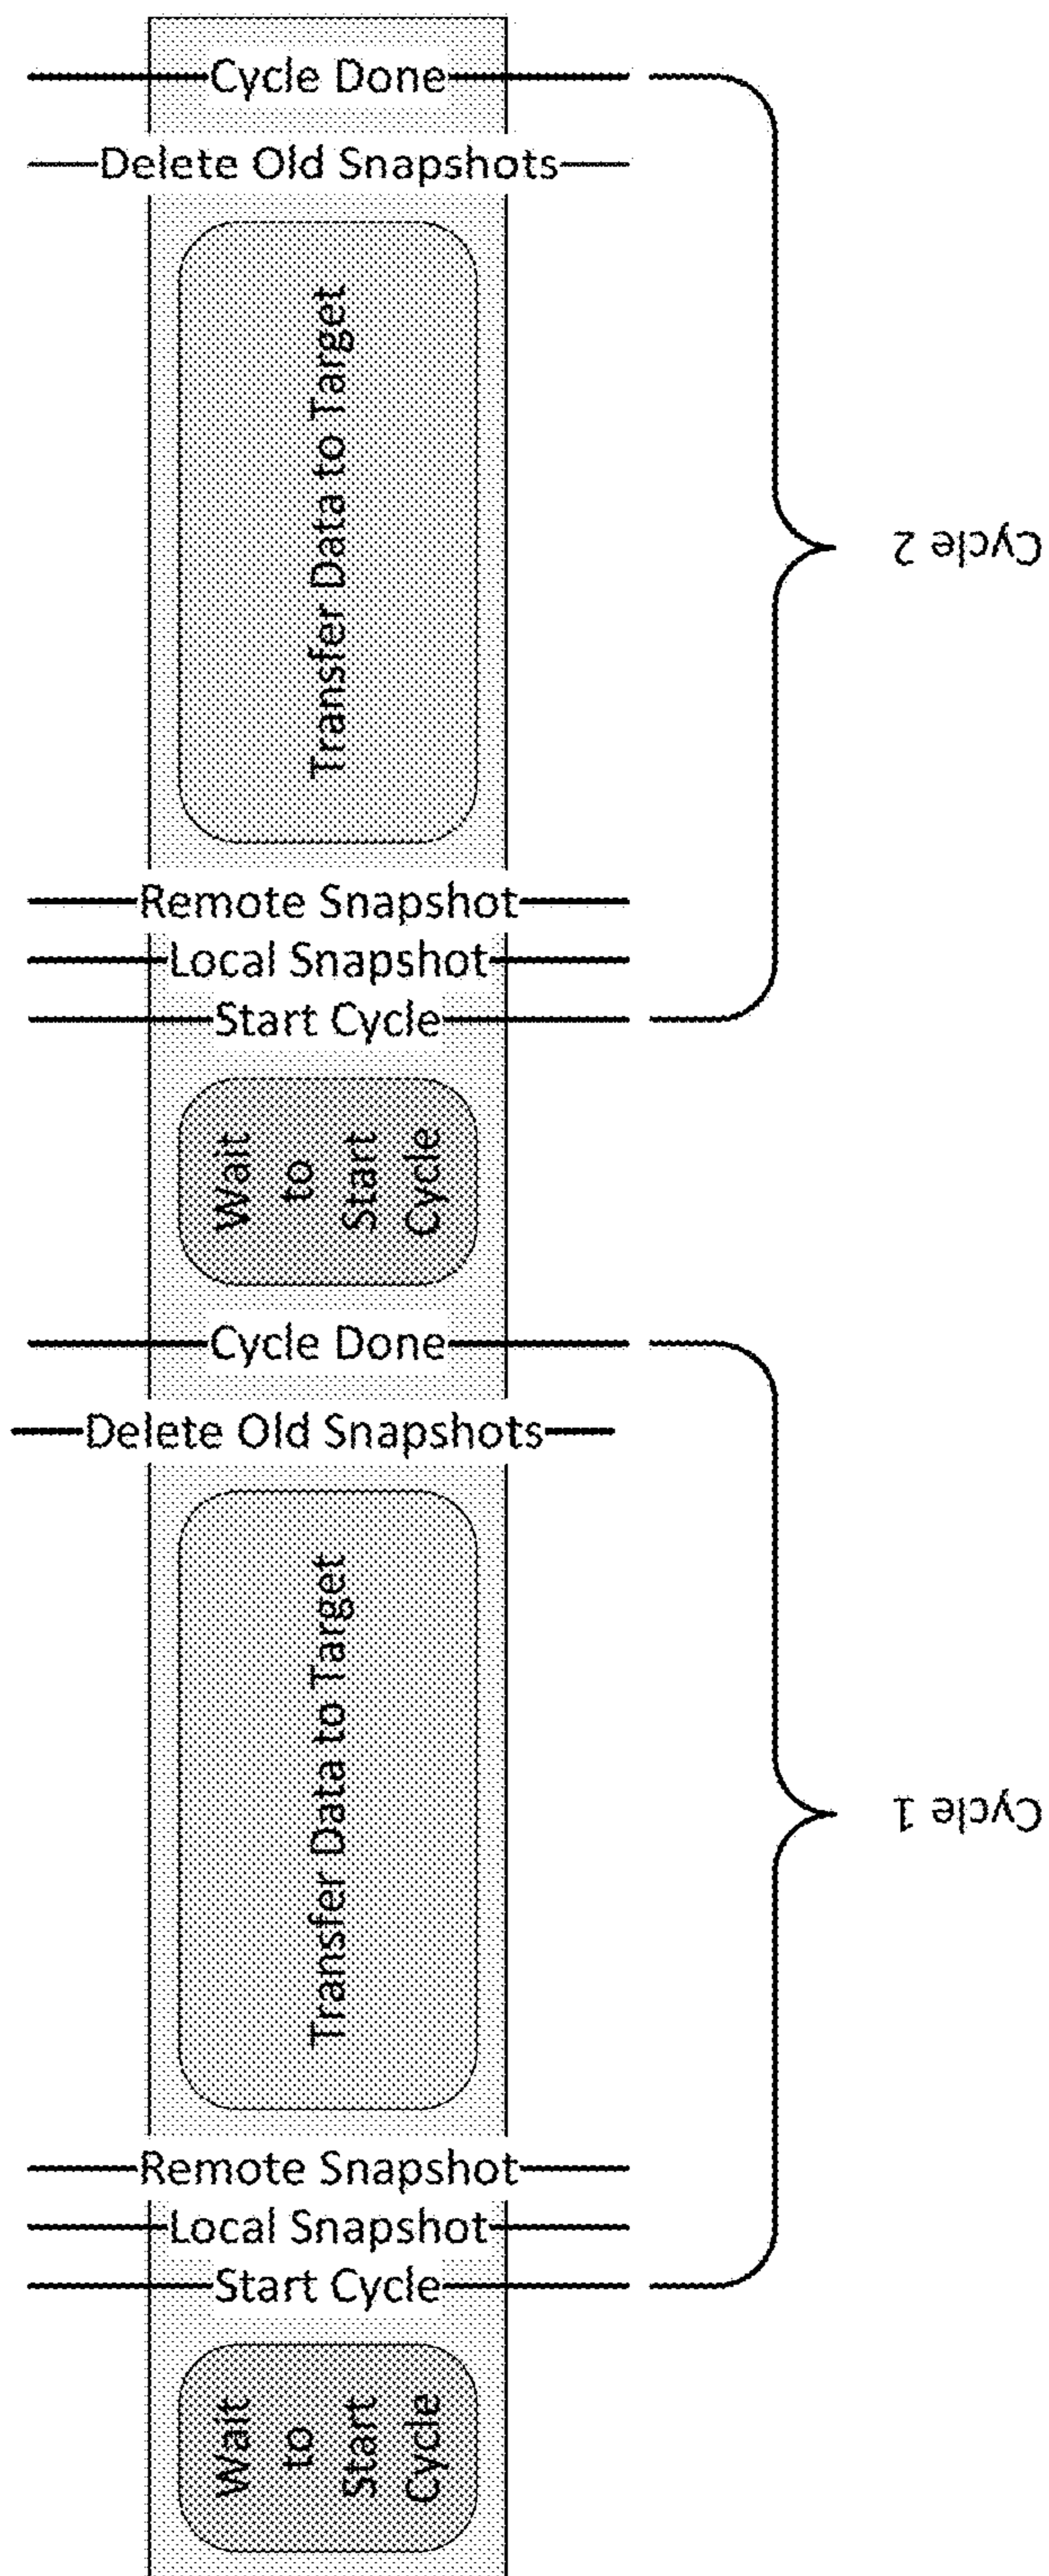 Cycle Done
Delete Old Snapshots
Transfer Data to Target
Cycle 2
Remote Snapshot
Local Snapshot
Start Cycle
Wait
to
Start
Cycle
Cycle Done
Delete Old Snapshots
Transfer Data to Target
Cycle 1
Remote Snapshot
Local Snapshot
Start Cycle
Wait
to
Start
Cycle